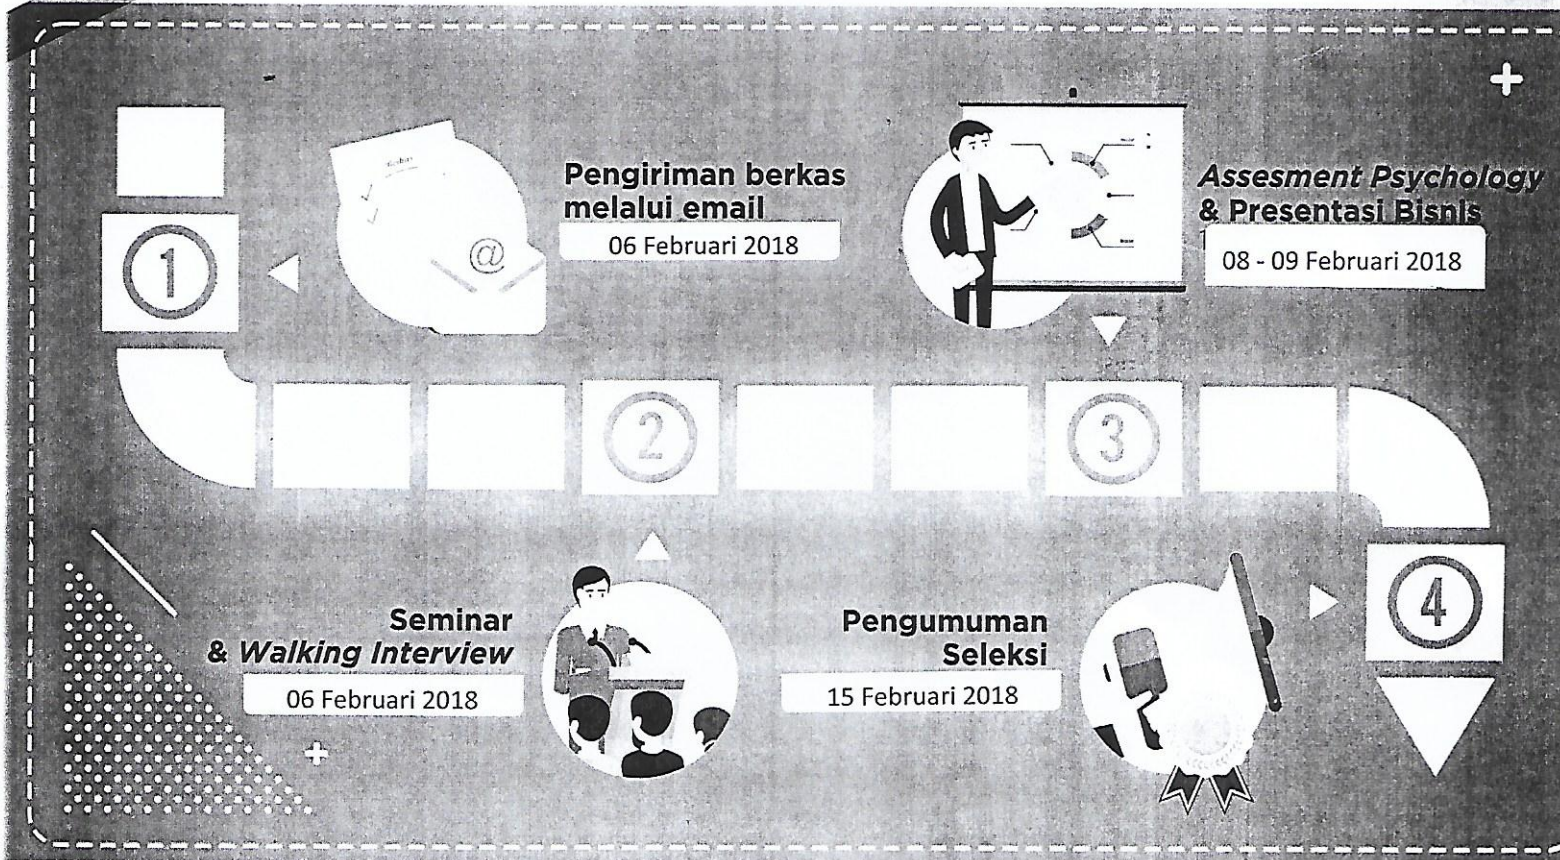 1
Pengiriman berkas
melalui email
06 Februari 2018
@
Assesment Psychology
& Presentasi Bisnis
08 - 09 Februari 2018
2
3
Seminar
& Walking Interview
06 Februari 2018
Pengumuman
Seleksi
15 Februari 2018
4